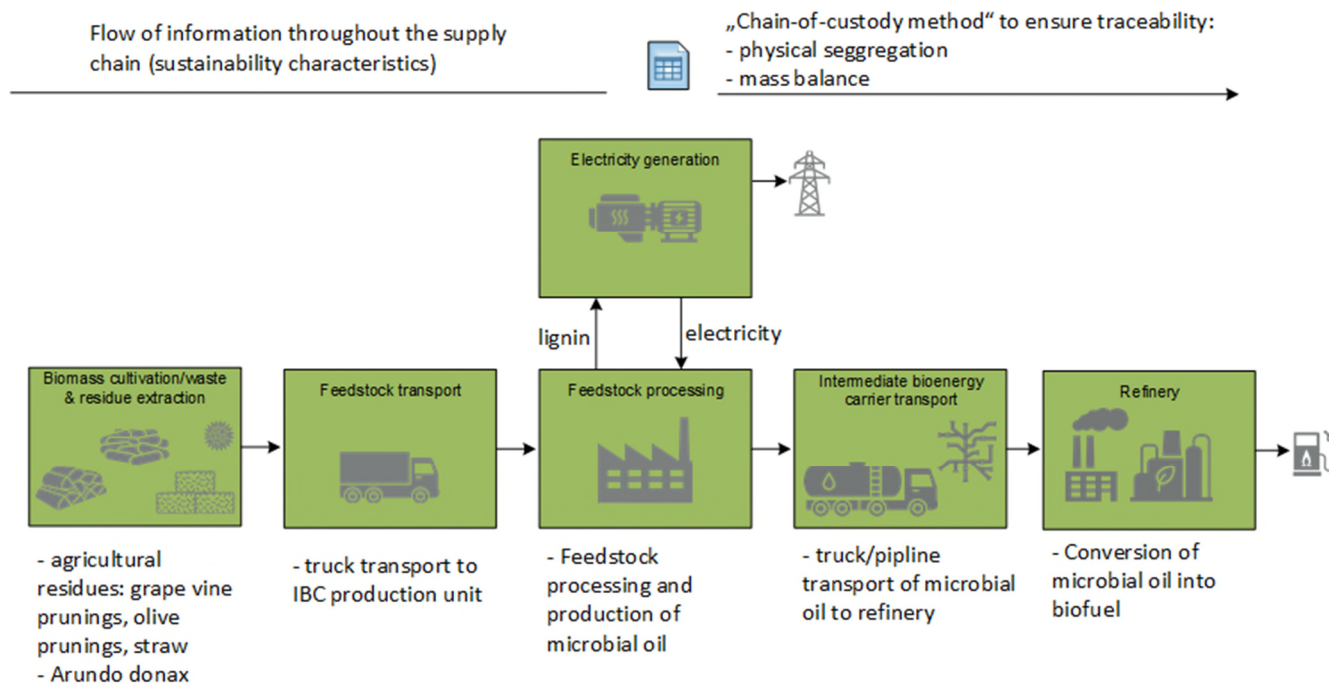 Flow of information throughout the supply
chain (sustainability characteristics)
„Chain-of-custody method“ to ensure traceability:
- physical seggregation
- mass balance
Electricity generation
lignin
electricity
Biomass cultivation/waste
& residue extraction
Feedstock transport
Feedstock processing
Intermediate bioenergy
carrier transport
Refinery
- agricultural
residues: grape vine
prunings, olive
prunings, straw
- Arundo donax
- truck transport to
IBC production unit
- Feedstock
processing and
production of
microbial oil
- truck/pipline
transport of microbial
oil to refinery
- Conversion of
microbial oil into
biofuel